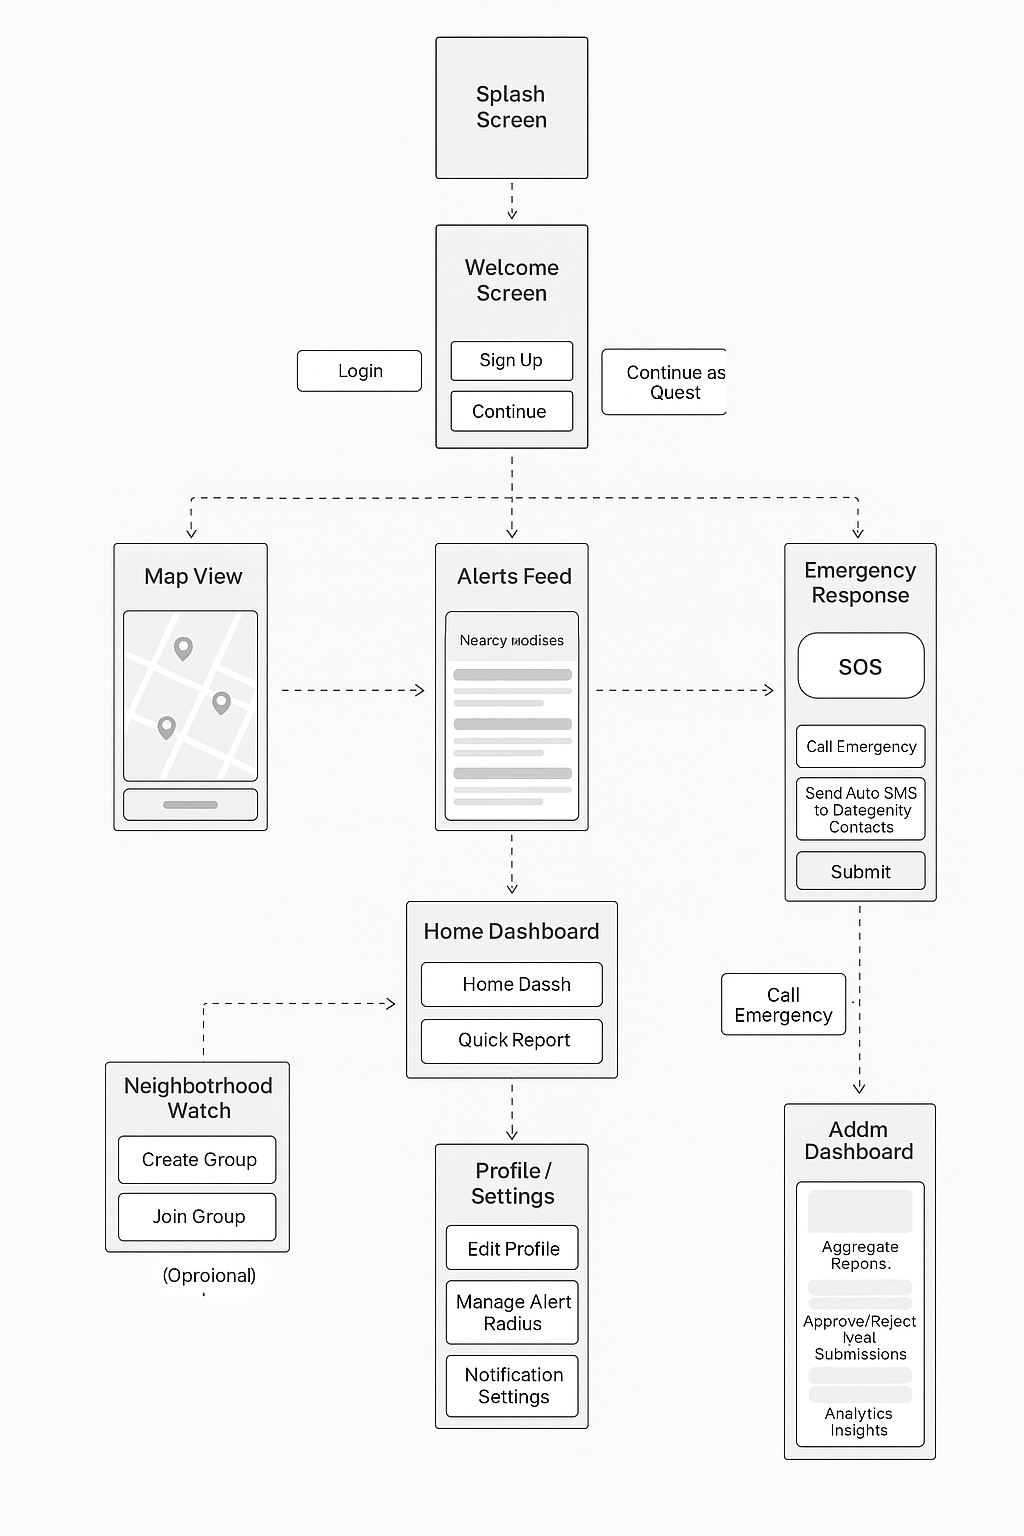 Splash
Screen
Welcome
Screen
Login
Sign Up
Continue
Continue as
Quest
Map View
Alerts Feed
Nearcy modises
Emergency
Response
SOS
Call Emergency
Send Auto SMS
to Dategenity
Contacts
Submit
Home Dashboard
Home Dassh
Quick Report
Call
Emergency
Neighbotrhood
Watch
Create Group
Join Group
(Oproional)
Profile /
Settings
Edit Profile
Manage Alert
Radius
Notification
Settings
Addm
Dashboard
Aggregate
Repons.
Approve/Reject
Submissions
Analytics
Insights